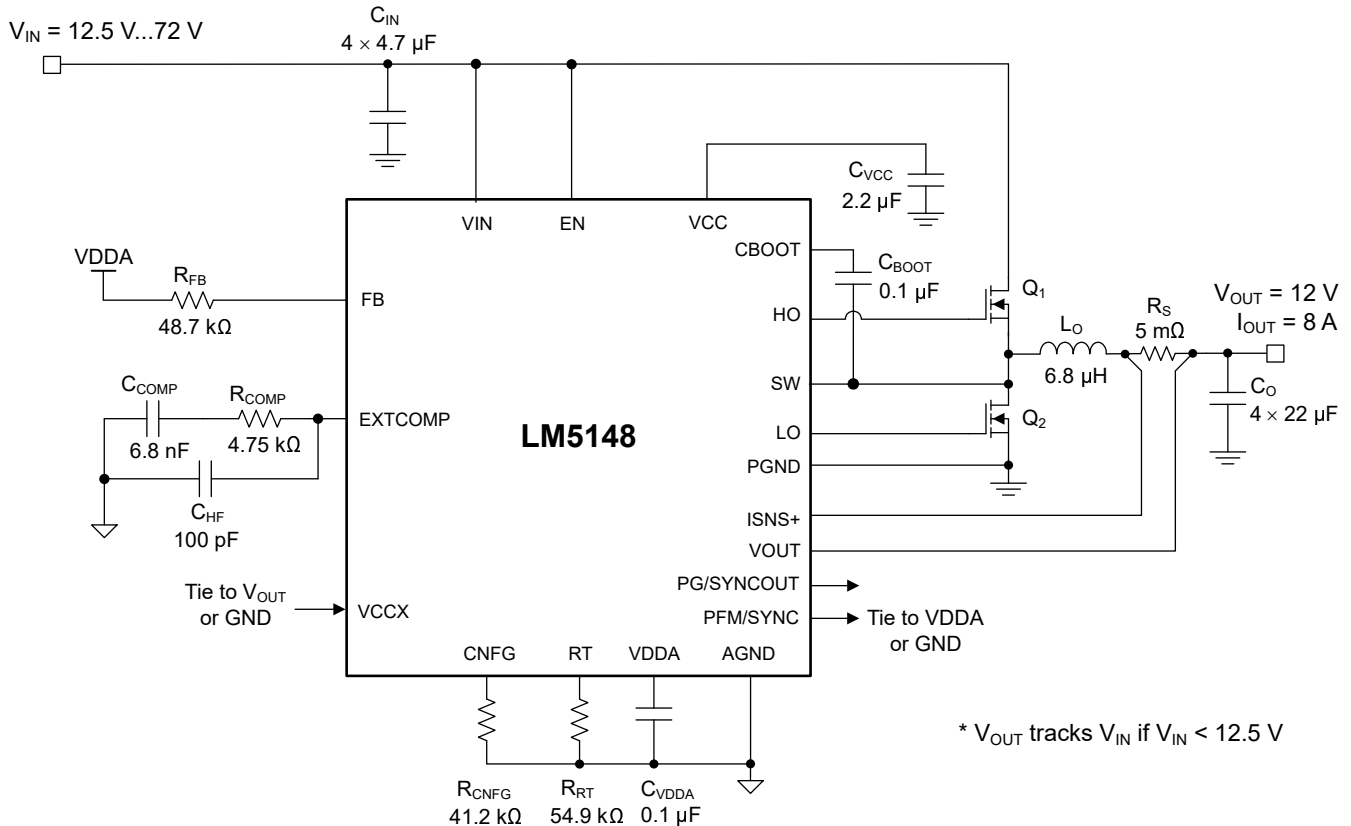 V_IN = 12.5 V...72 V
C_IN
4 × 4.7 µF
VDDA
R_FB
48.7 kΩ
C_COMP
6.8 nF
R_COMP
4.75 kΩ
C_HF
100 pF
Tie to V_OUT
or GND
VIN
EN
VCC
C_VCC
2.2 µF
FB
EXTCOMP
VCCX
LM5148
CBOOT
HO
SW
LO
PGND
ISNS+
VOUT
PG/SYNCOUT
PFM/SYNC
CNFG
RT
VDDA
AGND
C_BOOT
0.1 µF
Q_1
Q_2
L_O
6.8 µH
R_S
5 mΩ
V_OUT = 12 V
I_OUT = 8 A
C_O
4 × 22 µF
Tie to VDDA
or GND
R_CNFG
41.2 kΩ
R_RT
54.9 kΩ
C_VDDA
0.1 µF
* V_OUT tracks V_IN if V_IN < 12.5 V